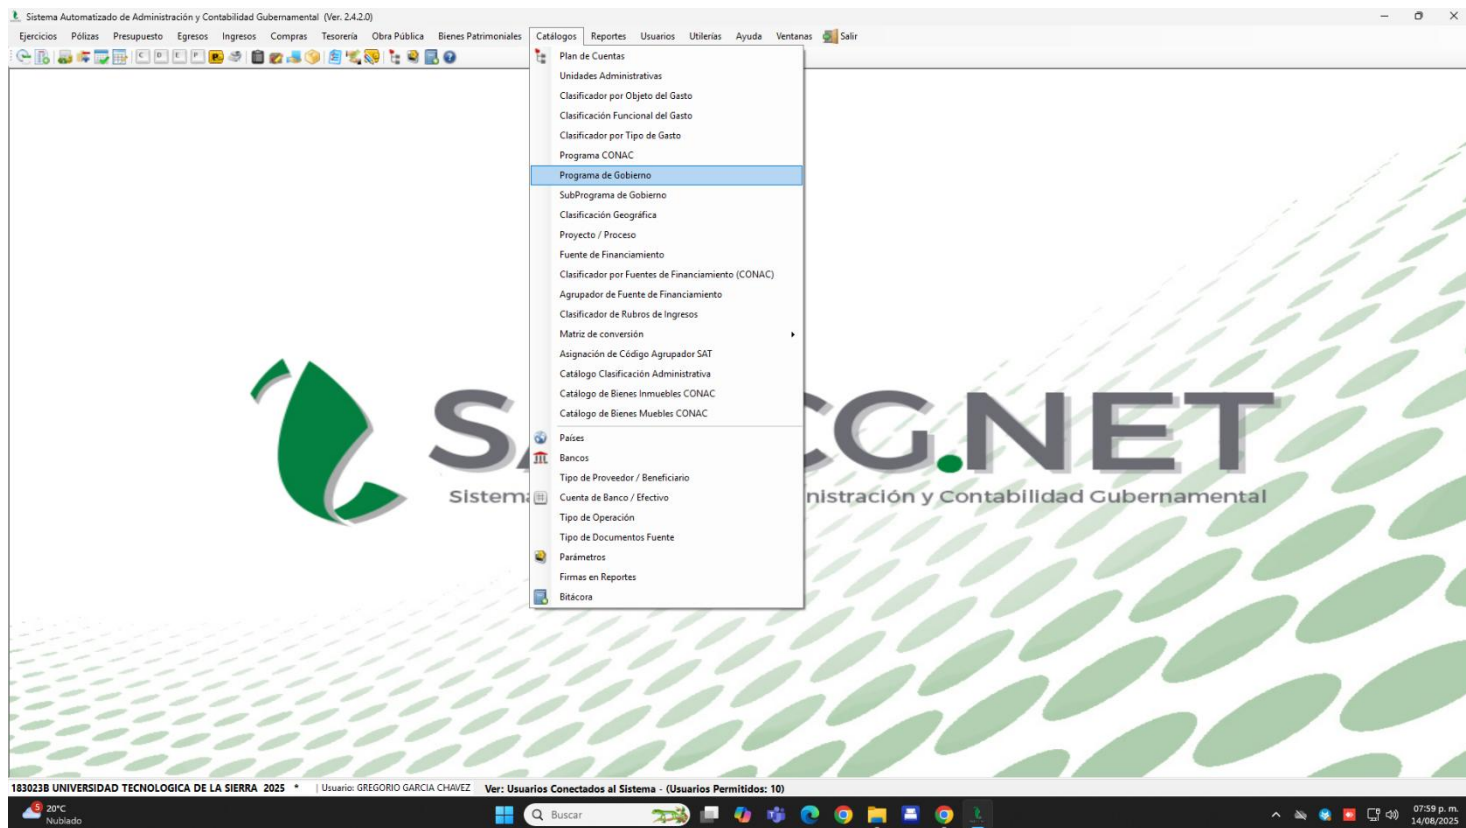 Sistema Automatizado de Administración y Contabilidad Gubernamental (Ver. 2.4.2.0)
Ejercicios Pólizas Presupuesto Egresos Ingresos Compras Tesorería Obra Pública Bienes Patrimoniales Catálogos Reportes Usuarios Utilerías Ayuda Ventanas Salir
C D E P
Plan de Cuentas
Unidades Administrativas
Clasificador por Objeto del Gasto
Clasificación Funcional del Gasto
Clasificador por Tipo de Gasto
Programa CONAC
Programa de Gobierno
SubPrograma de Gobierno
Clasificación Geográfica
Proyecto / Proceso
Fuente de Financiamiento
Clasificador por Fuentes de Financiamiento (CONAC)
Agrupador de Fuente de Financiamiento
Clasificador de Rubros de Ingresos
Matriz de conversión
Asignación de Código Agrupador SAT
Catálogo Clasificación Administrativa
Catálogo de Bienes Inmuebles CONAC
Catálogo de Bienes Muebles CONAC
Países
Bancos
Tipo de Proveedor / Beneficiario
Cuenta de Banco / Efectivo
Tipo de Operación
Tipo de Documentos Fuente
Parámetros
Firmas en Reportes
Bitácora
S CG.NET
Sistem nistración y Contabilidad Gubernamental
183023B UNIVERSIDAD TECNOLOGICA DE LA SIERRA 2025 * | Usuario: GREGORIO GARCIA CHAVEZ Ver: Usuarios Conectados al Sistema - (Usuarios Permitidos: 10)
5 20°C
Nublado
Buscar
07:59 p. m.
14/08/2025